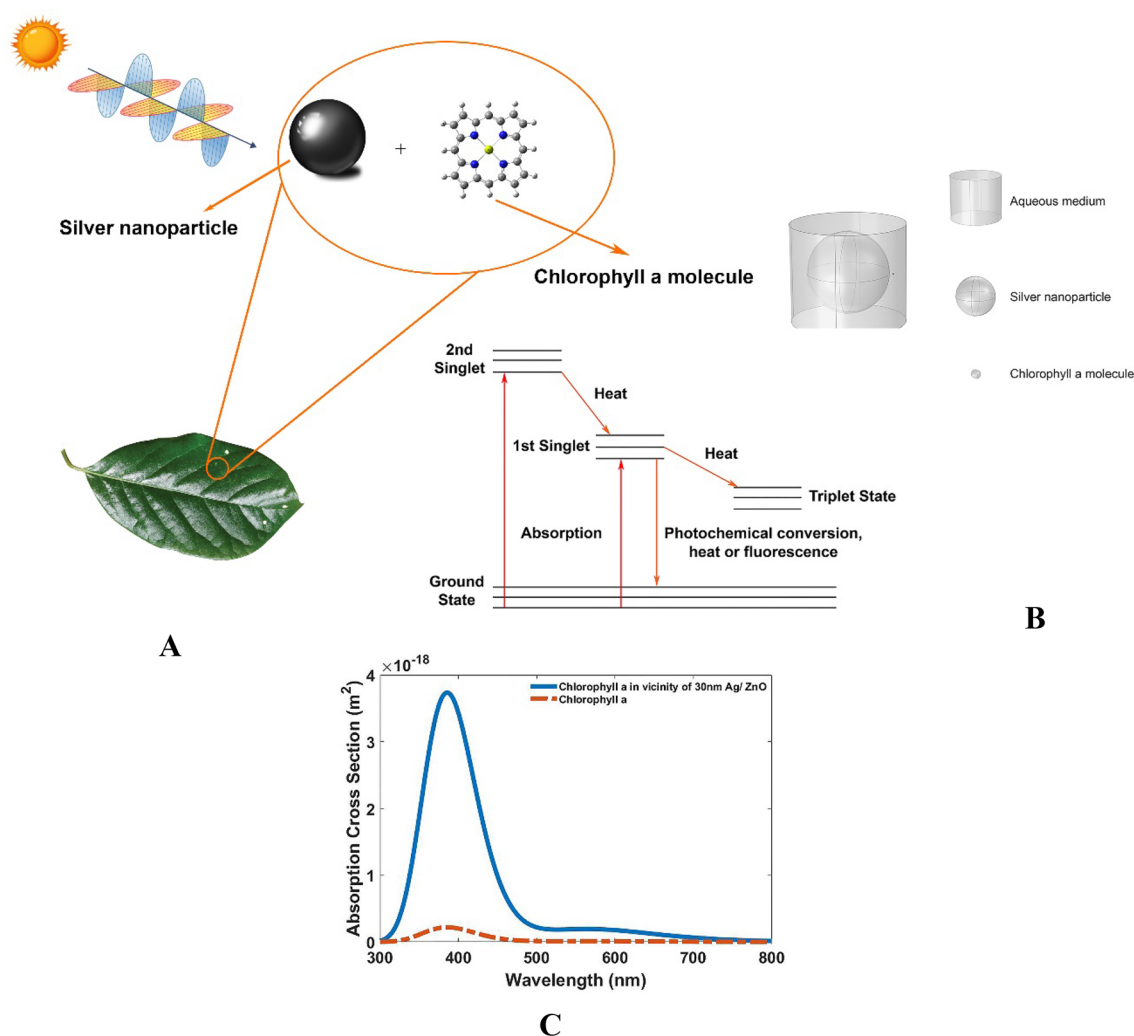 +
Silver nanoparticle
Chlorophyll a molecule
Aqueous medium
Silver nanoparticle
Chlorophyll a molecule
2nd
Singlet
Heat
1st Singlet
Heat
Triplet State
Absorption
Photochemical conversion,
heat or fluorescence
Ground
State
A
B
×10⁻¹⁸
4
3
2
1
0
Absorption Cross Section (m²)
Chlorophyll a in vicinity of 30nm Ag/ ZnO
Chlorophyll a
300 400 500 600 700 800
Wavelength (nm)
C